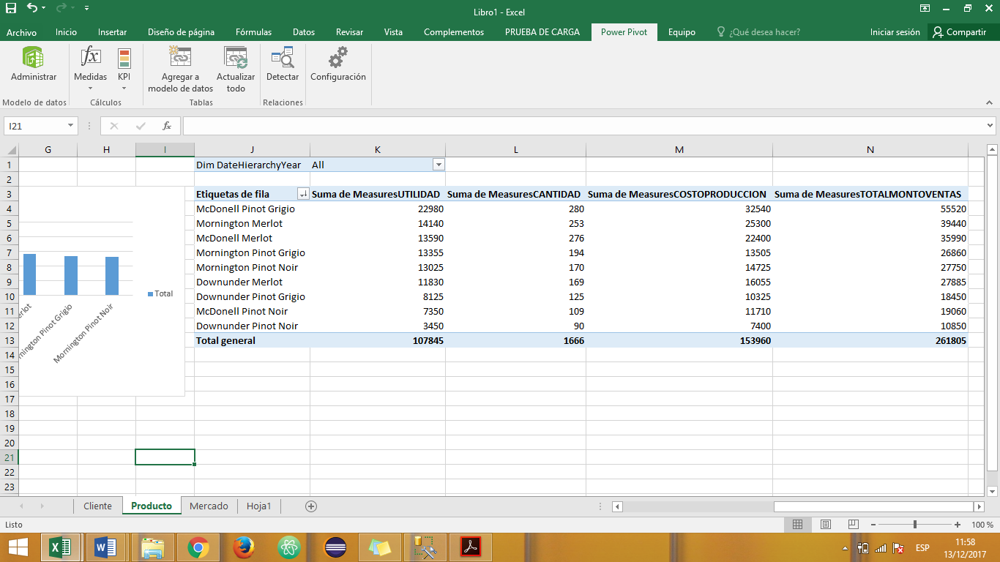 Libro1 - Excel
Archivo Inicio Insertar Diseño de página Fórmulas Datos Revisar Vista Complementos PRUEBA DE CARGA Power Pivot Equipo ¿Qué desea hacer? Iniciar sesión Compartir
Administrar
Medidas
KPI
Agregar a
modelo de datos
Actualizar
todo
Detectar
Configuración
Modelo de datos Cálculos Tablas Relaciones
I21 fx
G H I J K L M N
1 Dim DateHierarchyYear All
2
3 Etiquetas de fila Suma de MeasuresUTILIDAD Suma de MeasuresCANTIDAD Suma de MeasuresCOSTOPRODUCCION Suma de MeasuresTOTALMONTOVENTAS
4 McDonell Pinot Grigio 22980 280 32540 55520
5 Mornington Merlot 14140 253 25300 39440
6 McDonell Merlot 13590 276 22400 35990
7 Mornington Pinot Grigio 13355 194 13505 26860
8 Mornington Pinot Noir 13025 170 14725 27750
9 Downunder Merlot 11830 169 16055 27885
10 Downunder Pinot Grigio 8125 125 10325 18450
11 McDonell Pinot Noir 7350 109 11710 19060
12 Downunder Pinot Noir 3450 90 7400 10850
13 Total general 107845 1666 153960 261805
14
15
16
17
18
19
20
21
22
23
Total
erlot
nington Pinot Grigio
Mornington Pinot Noir
Cliente Producto Mercado Hoja1
Listo 100 %
ESP
11:58
13/12/2017